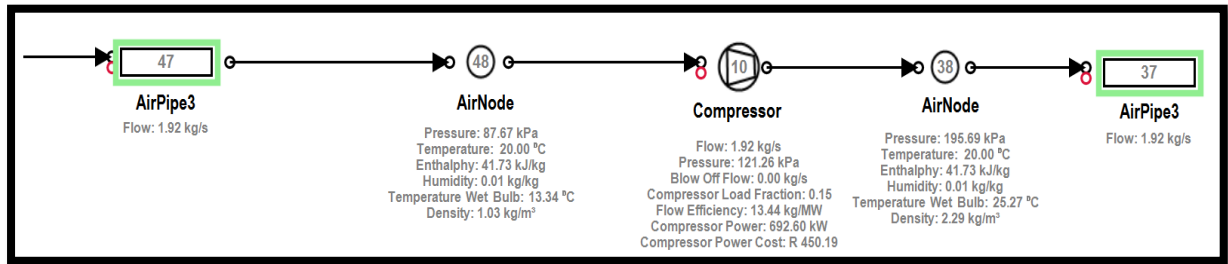 47
AirPipe3
Flow: 1.92 kg/s
48
AirNode
Pressure: 87.67 kPa
Temperature: 20.00 ºC
Enthalphy: 41.73 kJ/kg
Humidity: 0.01 kg/kg
Temperature Wet Bulb: 13.34 ºC
Density: 1.03 kg/m³
10
Compressor
Flow: 1.92 kg/s
Pressure: 121.26 kPa
Blow Off Flow: 0.00 kg/s
Compressor Load Fraction: 0.15
Flow Efficiency: 13.44 kg/MW
Compressor Power: 692.60 kW
Compressor Power Cost: R 450.19
38
AirNode
Pressure: 195.69 kPa
Temperature: 20.00 ºC
Enthalphy: 41.73 kJ/kg
Humidity: 0.01 kg/kg
Temperature Wet Bulb: 25.27 ºC
Density: 2.29 kg/m³
37
AirPipe3
Flow: 1.92 kg/s